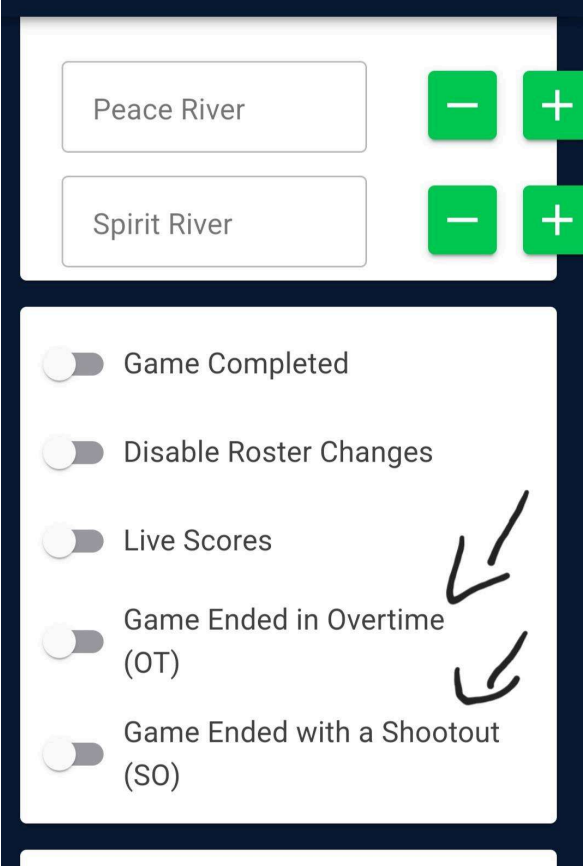 Peace River
Spirit River
Game Completed
Disable Roster Changes
Live Scores
Game Ended in Overtime
(OT)
Game Ended with a Shootout
(SO)